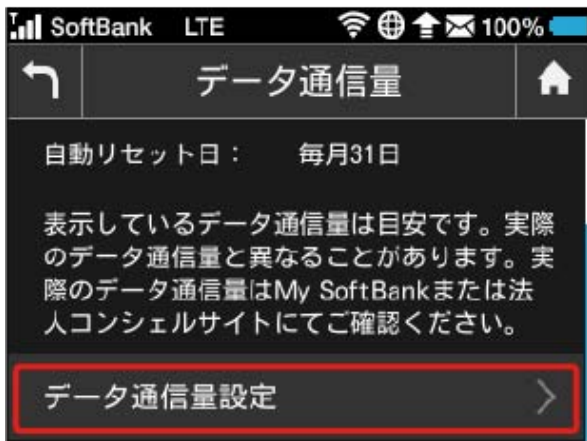 SoftBank LTE 100%
データ通信量
自動リセット日： 毎月31日
表示しているデータ通信量は目安です。実際
のデータ通信量と異なることがあります。実
際のデータ通信量はMy SoftBankまたは法
人コンシェルサイトにてご確認ください。
データ通信量設定